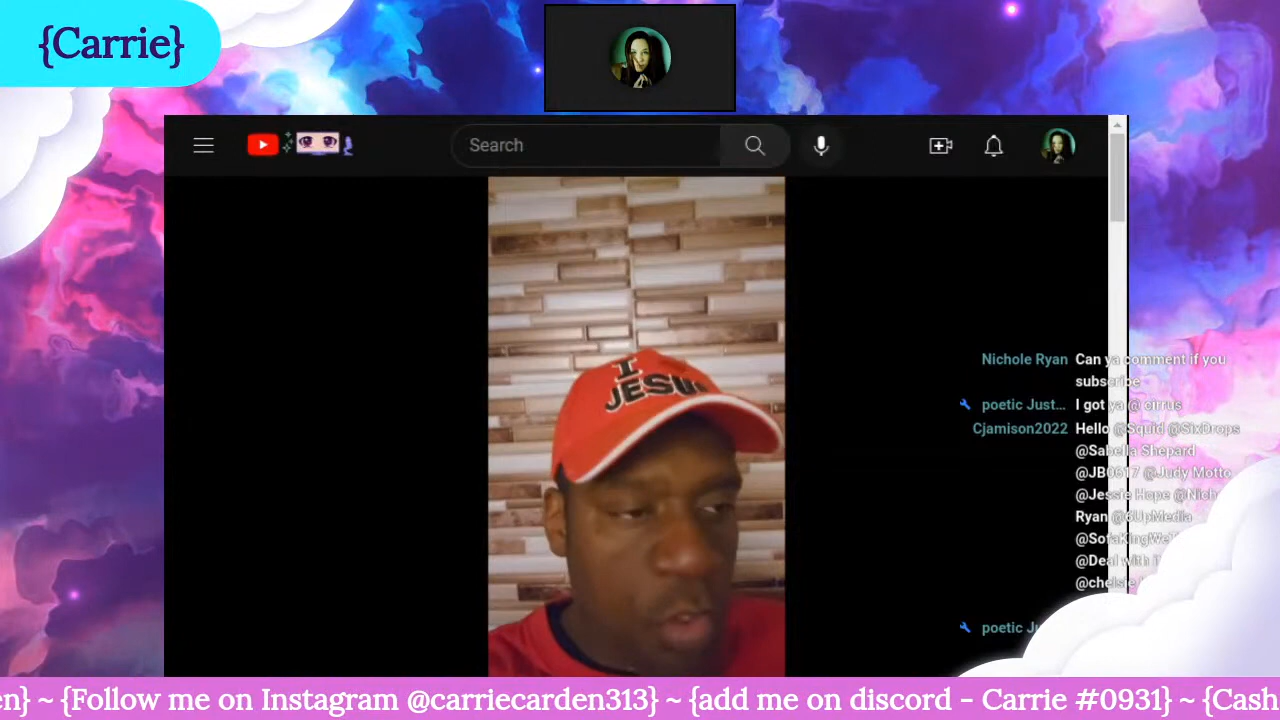 {Carrie}
Search
I
JESUS
Nichole Ryan Can ya comment if you
subscribe
poetic Just... I got ya @ cirrus
Cjamison2022 Hello @Squid @SixDrops
@Sabella Shepard
@JB0617 @Judy Motto
@Jessie Hope
Ryan @6UpMedia
@Deal with
poetic
en} ~ {Follow me on Instagram @carriecarden313} ~ {add me on discord - Carrie #0931} ~ {Cash